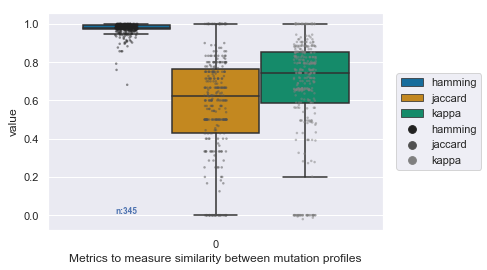 1.0
0.8
0.6
0.4
0.2
0.0
value
n:345
0
Metrics to measure similarity between mutation profiles
hamming
jaccard
kappa
hamming
jaccard
kappa